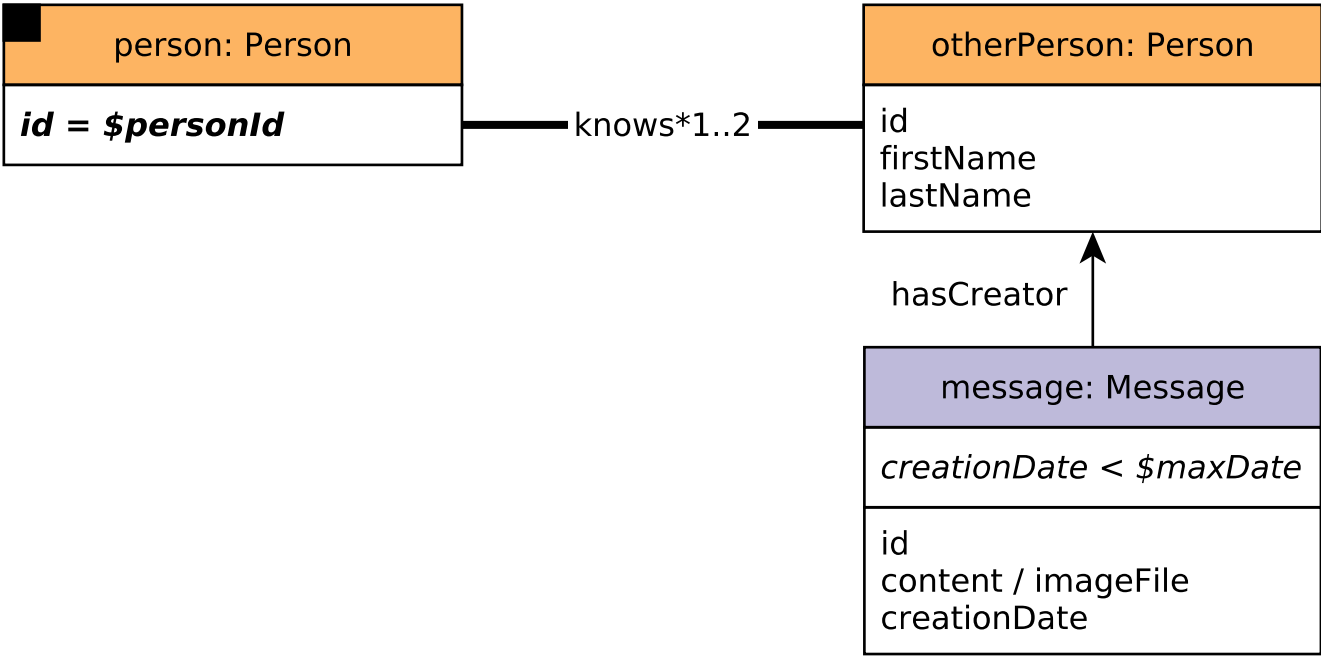 person: Person
id = $personId
knows*1..2
otherPerson: Person
id
firstName
lastName
hasCreator
message: Message
creationDate < $maxDate
id
content / imageFile
creationDate